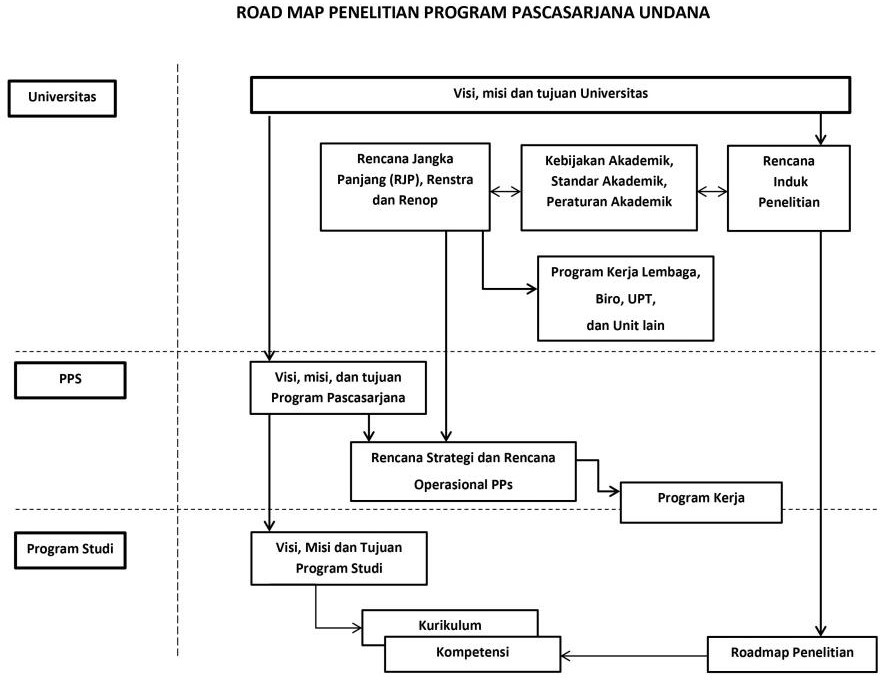 ROAD MAP PENELITIAN PROGRAM PASCASARJANA UNDANA
Universitas
Visi, misi dan tujuan Universitas
Rencana Jangka
Panjang (RJP), Renstra
dan Renop
Kebijakan Akademik,
Standar Akademik,
Peraturan Akademik
Rencana
Induk
Penelitian
Program Kerja Lembaga,
Biro, UPT,
dan Unit lain
PPS
Visi, misi, dan tujuan
Program Pascasarjana
Rencana Strategi dan Rencana
Operasional PPs
Program Kerja
Program Studi
Visi, Misi dan Tujuan
Program Studi
Kurikulum
Kompetensi
Roadmap Penelitian